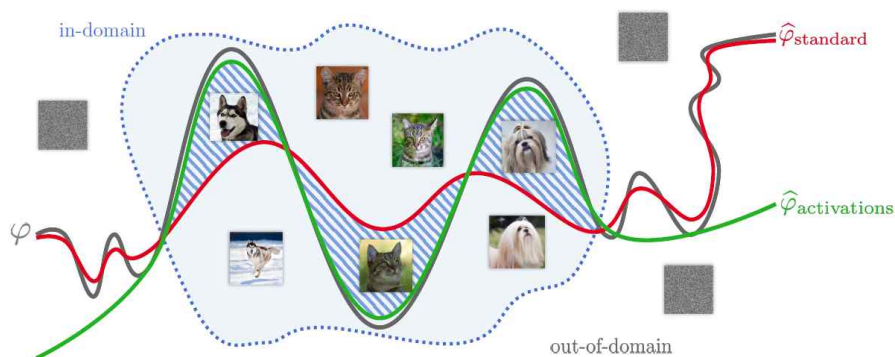 in-domain
φ̂standard
φ̂activations
φ
out-of-domain